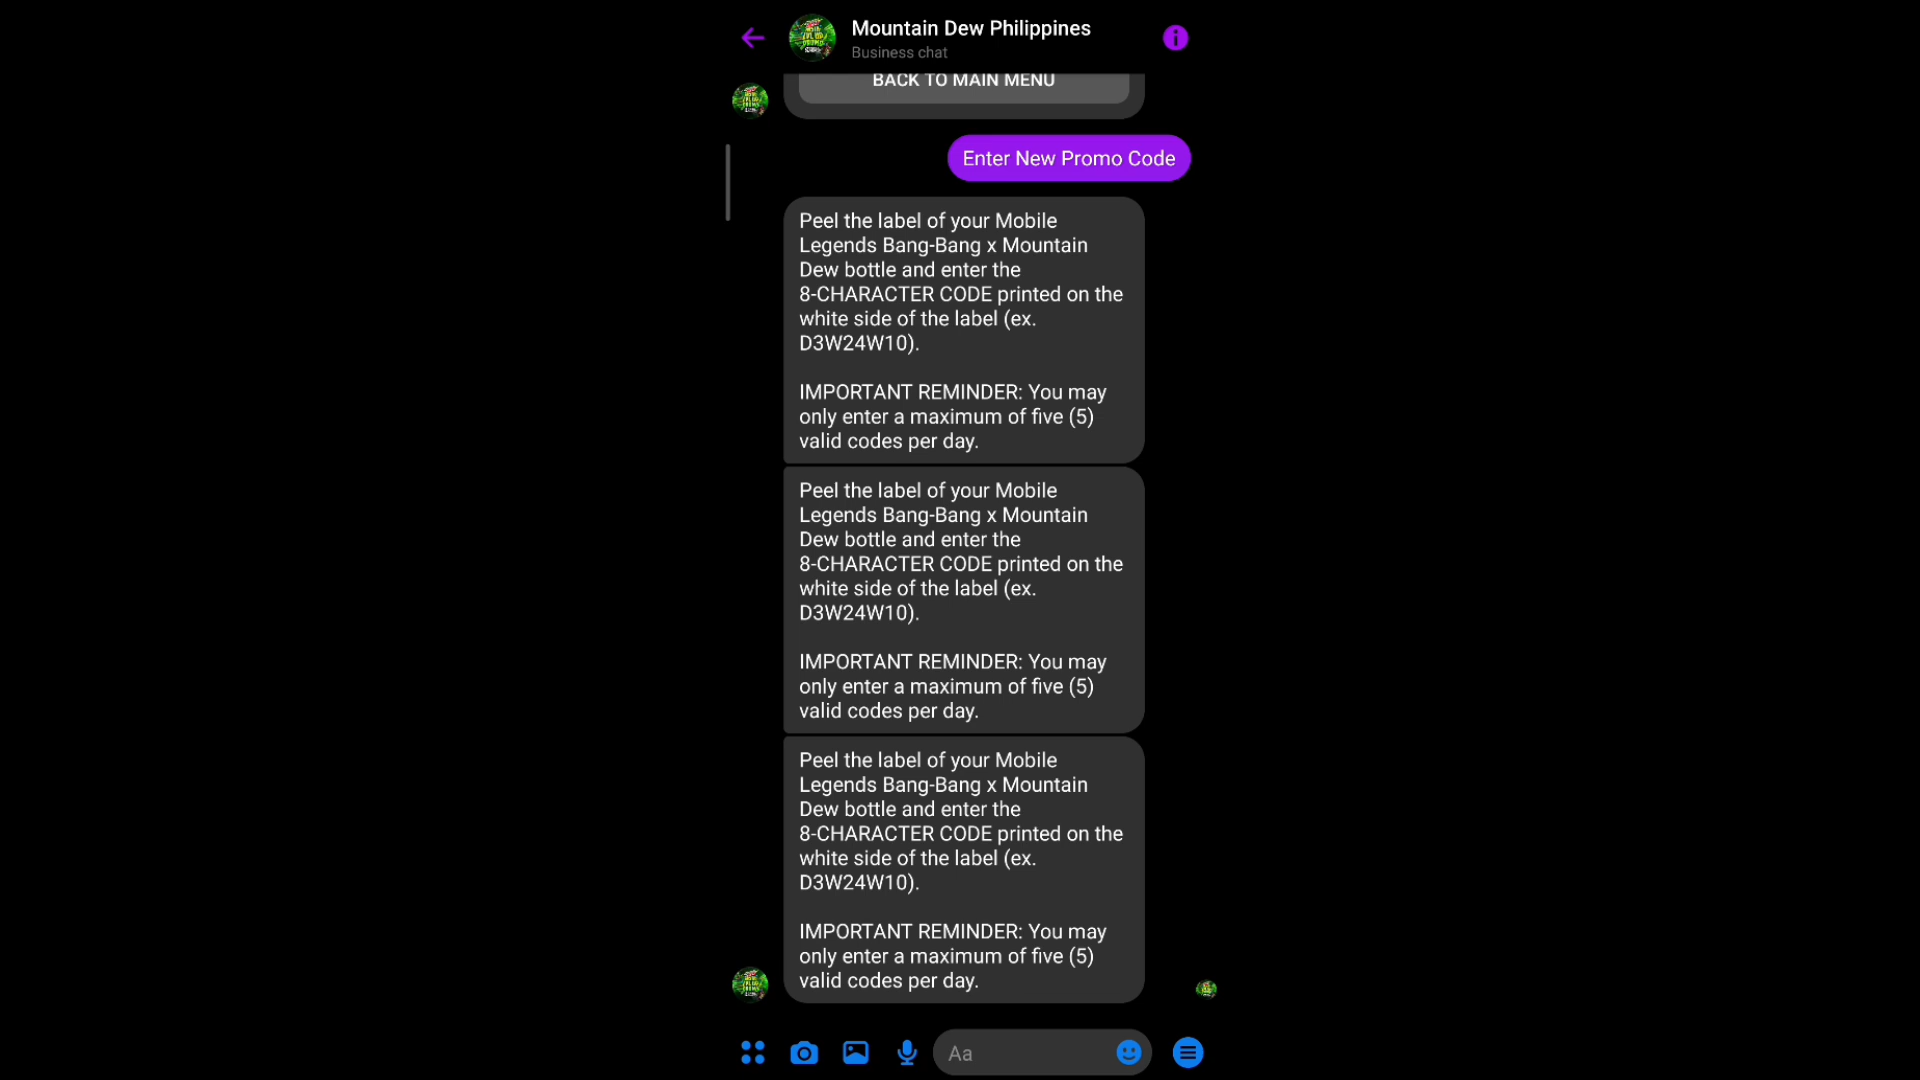 Mountain Dew Philippines
Business chat
BACK TO MAIN MENU
Enter New Promo Code
Peel the label of your Mobile
Legends Bang-Bang x Mountain
Dew bottle and enter the
8-CHARACTER CODE printed on the
white side of the label (ex.
D3W24W10).
IMPORTANT REMINDER: You may
only enter a maximum of five (5)
valid codes per day.
Peel the label of your Mobile
Legends Bang-Bang x Mountain
Dew bottle and enter the
8-CHARACTER CODE printed on the
white side of the label (ex.
D3W24W10).
IMPORTANT REMINDER: You may
only enter a maximum of five (5)
valid codes per day.
Peel the label of your Mobile
Legends Bang-Bang x Mountain
Dew bottle and enter the
8-CHARACTER CODE printed on the
white side of the label (ex.
D3W24W10).
IMPORTANT REMINDER: You may
only enter a maximum of five (5)
valid codes per day.
Aa